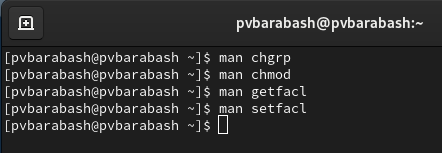 pvbarabash@pvbarabash:~
[pvbarabash@pvbarabash ~]$ man chgrp
[pvbarabash@pvbarabash ~]$ man chmod
[pvbarabash@pvbarabash ~]$ man getfacl
[pvbarabash@pvbarabash ~]$ man setfacl
[pvbarabash@pvbarabash ~]$